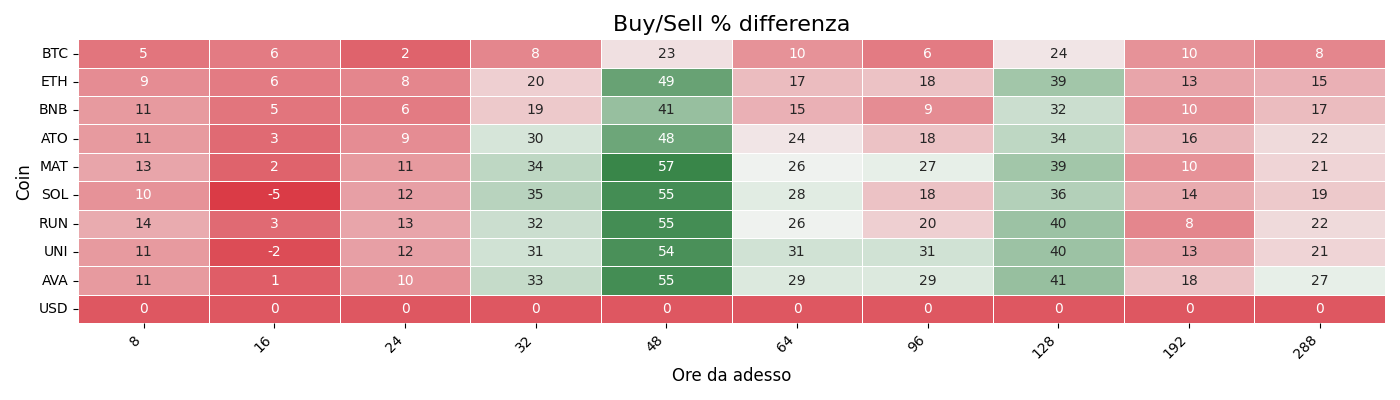 Buy/Sell % differenza
Coin
BTC 5 6 2 8 23 10 6 24 10 8
ETH 9 6 8 20 49 17 18 39 13 15
BNB 11 5 6 19 41 15 9 32 10 17
ATO 11 3 9 30 48 24 18 34 16 22
MAT 13 2 11 34 57 26 27 39 10 21
SOL 10 -5 12 35 55 28 18 36 14 19
RUN 14 3 13 32 55 26 20 40 8 22
UNI 11 -2 12 31 54 31 31 40 13 21
AVA 11 1 10 33 55 29 29 41 18 27
USD 0 0 0 0 0 0 0 0 0 0
8 16 24 32 48 64 96 128 192 288
Ore da adesso